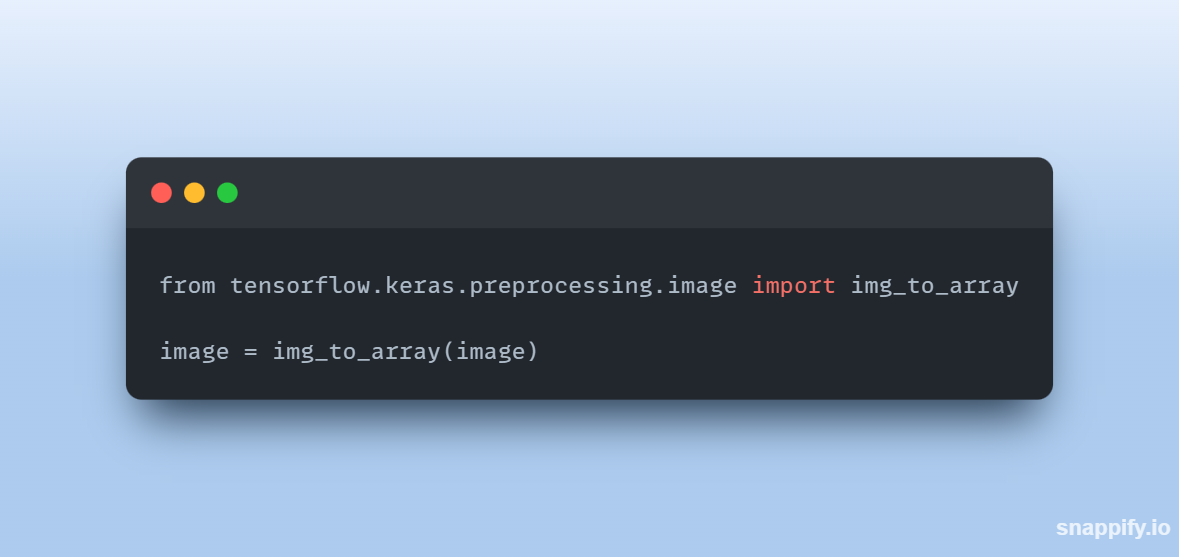 from tensorflow.keras.preprocessing.image import img_to_array
image = img_to_array(image)
snappify.io